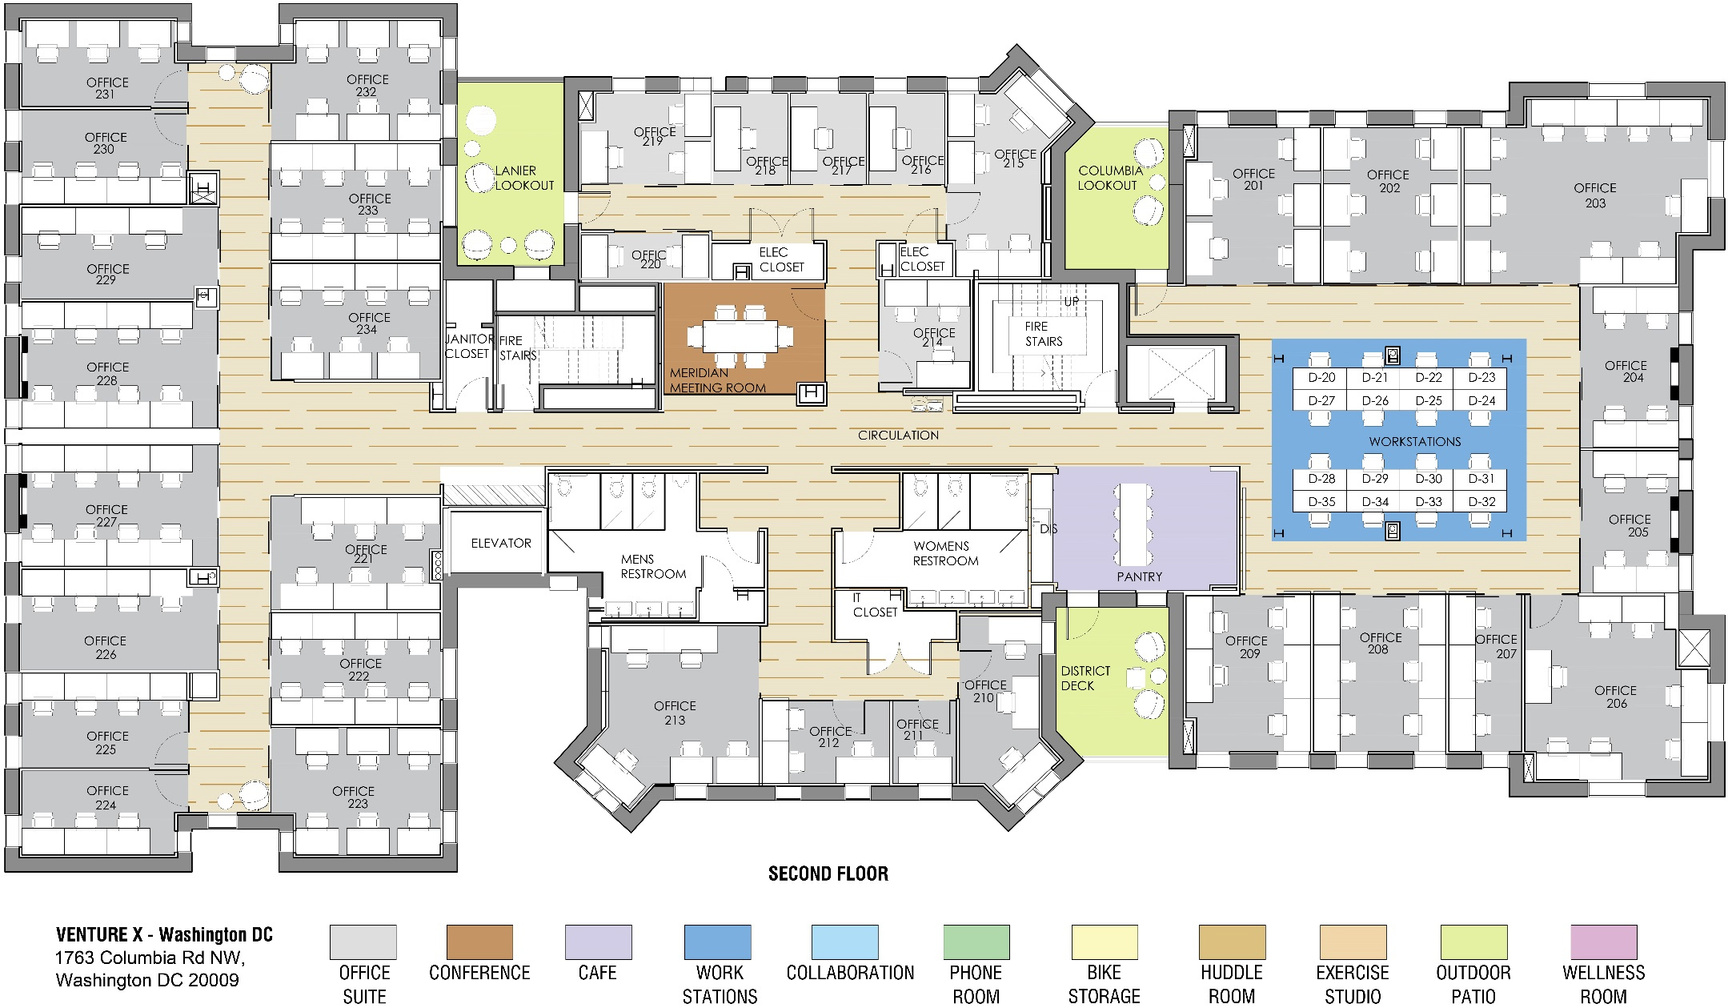 OFFICE
231
OFFICE
230
OFFICE
229
OFFICE
228
OFFICE
227
OFFICE
226
OFFICE
225
OFFICE
224
OFFICE
232
OFFICE
233
OFFICE
234
OFFICE
221
OFFICE
222
OFFICE
223
LANIER
LOOKOUT
OFFICE
219
OFFICE
218
OFFICE
217
OFFICE
216
OFFICE
215
OFFIC
220
ELEC
CLOSET
ELEC
CLOSET
JANITOR
CLOSET
FIRE
STAIRS
MERIDIAN
MEETING ROOM
OFFICE
214
UP
FIRE
STAIRS
COLUMBIA
LOOKOUT
OFFICE
201
OFFICE
202
OFFICE
203
OFFICE
204
OFFICE
205
D-20 D-21 D-22 D-23
D-27 D-26 D-25 D-24
WORKSTATIONS
D-28 D-29 D-30 D-31
D-35 D-34 D-33 D-32
CIRCULATION
ELEVATOR
MENS
RESTROOM
WOMENS
RESTROOM
DIS
PANTRY
IT
CLOSET
OFFICE
213
OFFICE
212
OFFICE
211
OFFICE
210
DISTRICT
DECK
OFFICE
209
OFFICE
208
OFFICE
207
OFFICE
206
SECOND FLOOR
VENTURE X - Washington DC
1763 Columbia Rd NW,
Washington DC 20009
OFFICE
SUITE
CONFERENCE
CAFE
WORK
STATIONS
COLLABORATION
PHONE
ROOM
BIKE
STORAGE
HUDDLE
ROOM
EXERCISE
STUDIO
OUTDOOR
PATIO
WELLNESS
ROOM